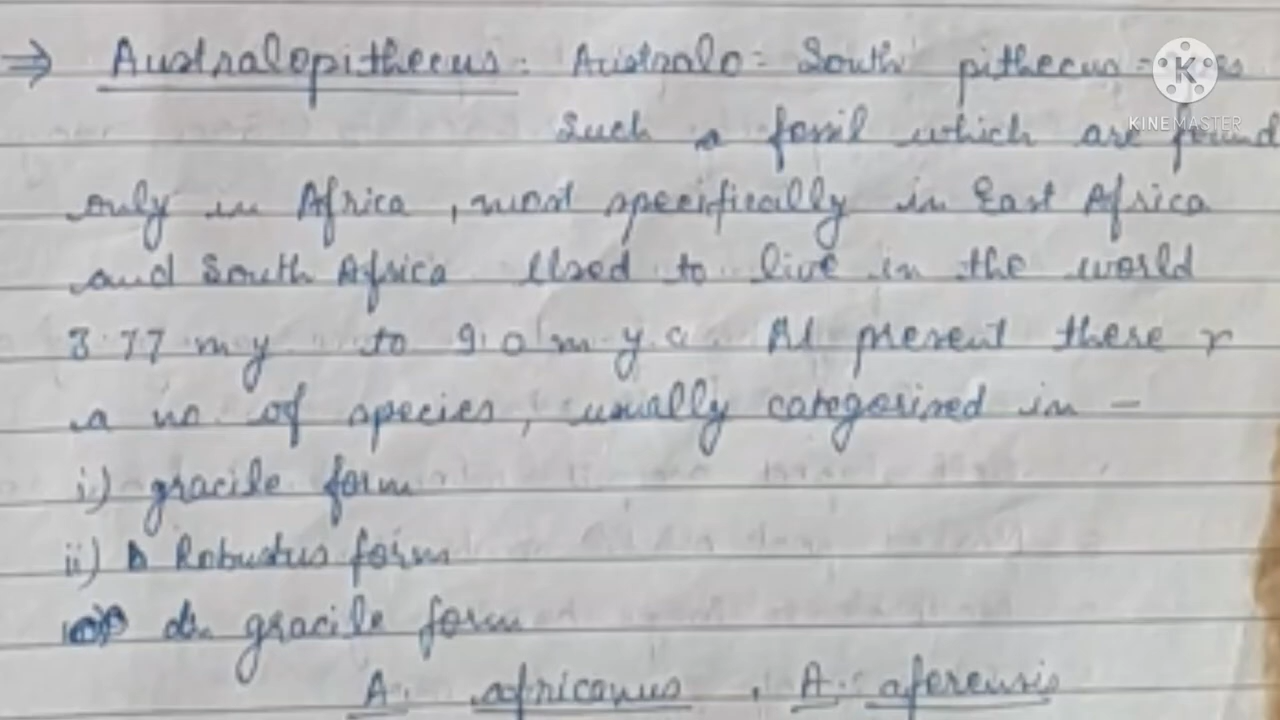 ⇒ Australopithecus: Australo = South pithecus =
KINEMASTER
such a fossil which are found
only in Africa, most specifically in East Africa
and South Africa Used to live in the world
3.77 my to 9.0 m y a. At present there r
a no. of species, usually categorised in -
i) gracile form
ii) Robustus form
gracile form
A. africanus, A. aferensis